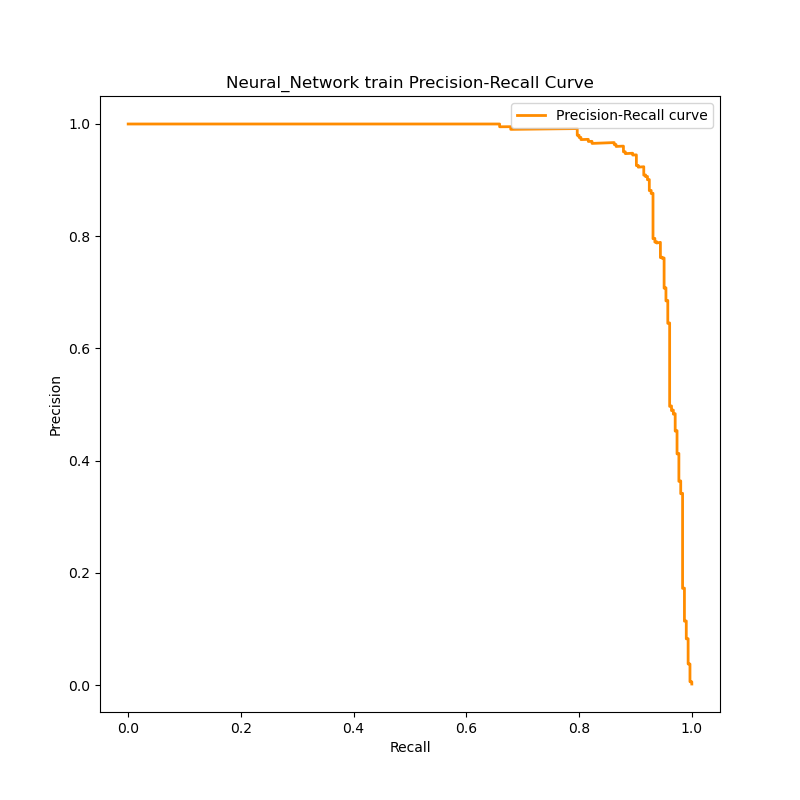 Neural_Network train Precision-Recall Curve
Precision-Recall curve
1.0
0.8
0.6
0.4
0.2
0.0
Precision
0.0 0.2 0.4 0.6 0.8 1.0
Recall